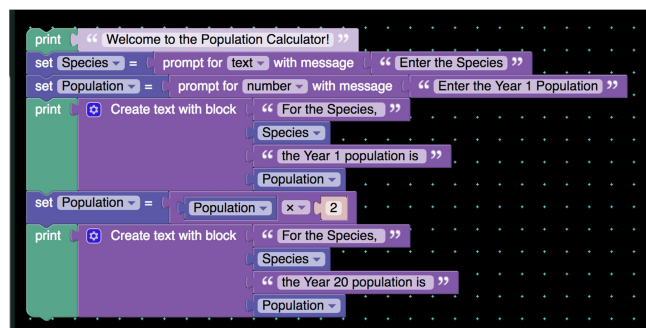 print “ Welcome to the Population Calculator! ”
set Species = prompt for text with message “ Enter the Species ”
set Population = prompt for number with message “ Enter the Year 1 Population ”
print Create text with block “ For the Species, ”
Species
“ the Year 1 population is ”
Population
set Population = Population × 2
print Create text with block “ For the Species, ”
Species
“ the Year 20 population is ”
Population